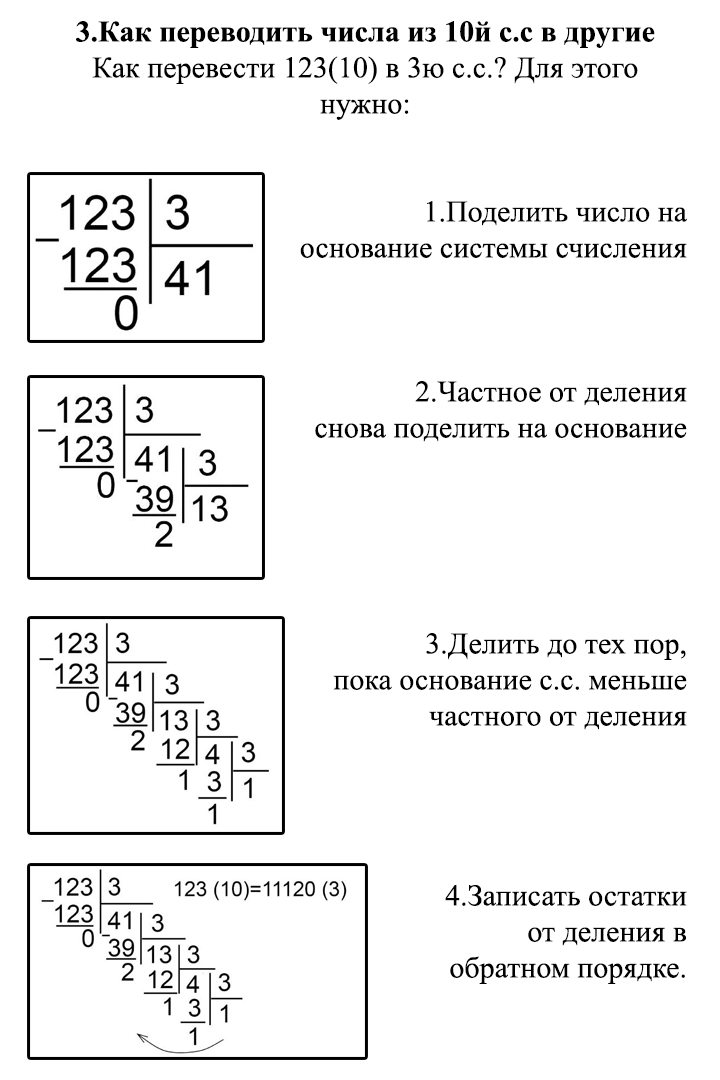 3.Как переводить числа из 10й с.с в другие
Как перевести 123(10) в 3ю с.с.? Для этого
нужно:
123 3
−
123 41
0
1.Поделить число на
основание системы счисления
123 3
−
123 41 3
0 − 39 13
2
2.Частное от деления
снова поделить на основание
123 3
−
123 41 3
0 − 39 13 3
2 12 4 3
1 3 1
1
3.Делить до тех пор,
пока основание с.с. меньше
частного от деления
123 3 123 (10)=11120 (3)
−
123 41 3
0 − 39 13 3
2 12 4 3
1 3 1
1
4.Записать остатки
от деления в
обратном порядке.